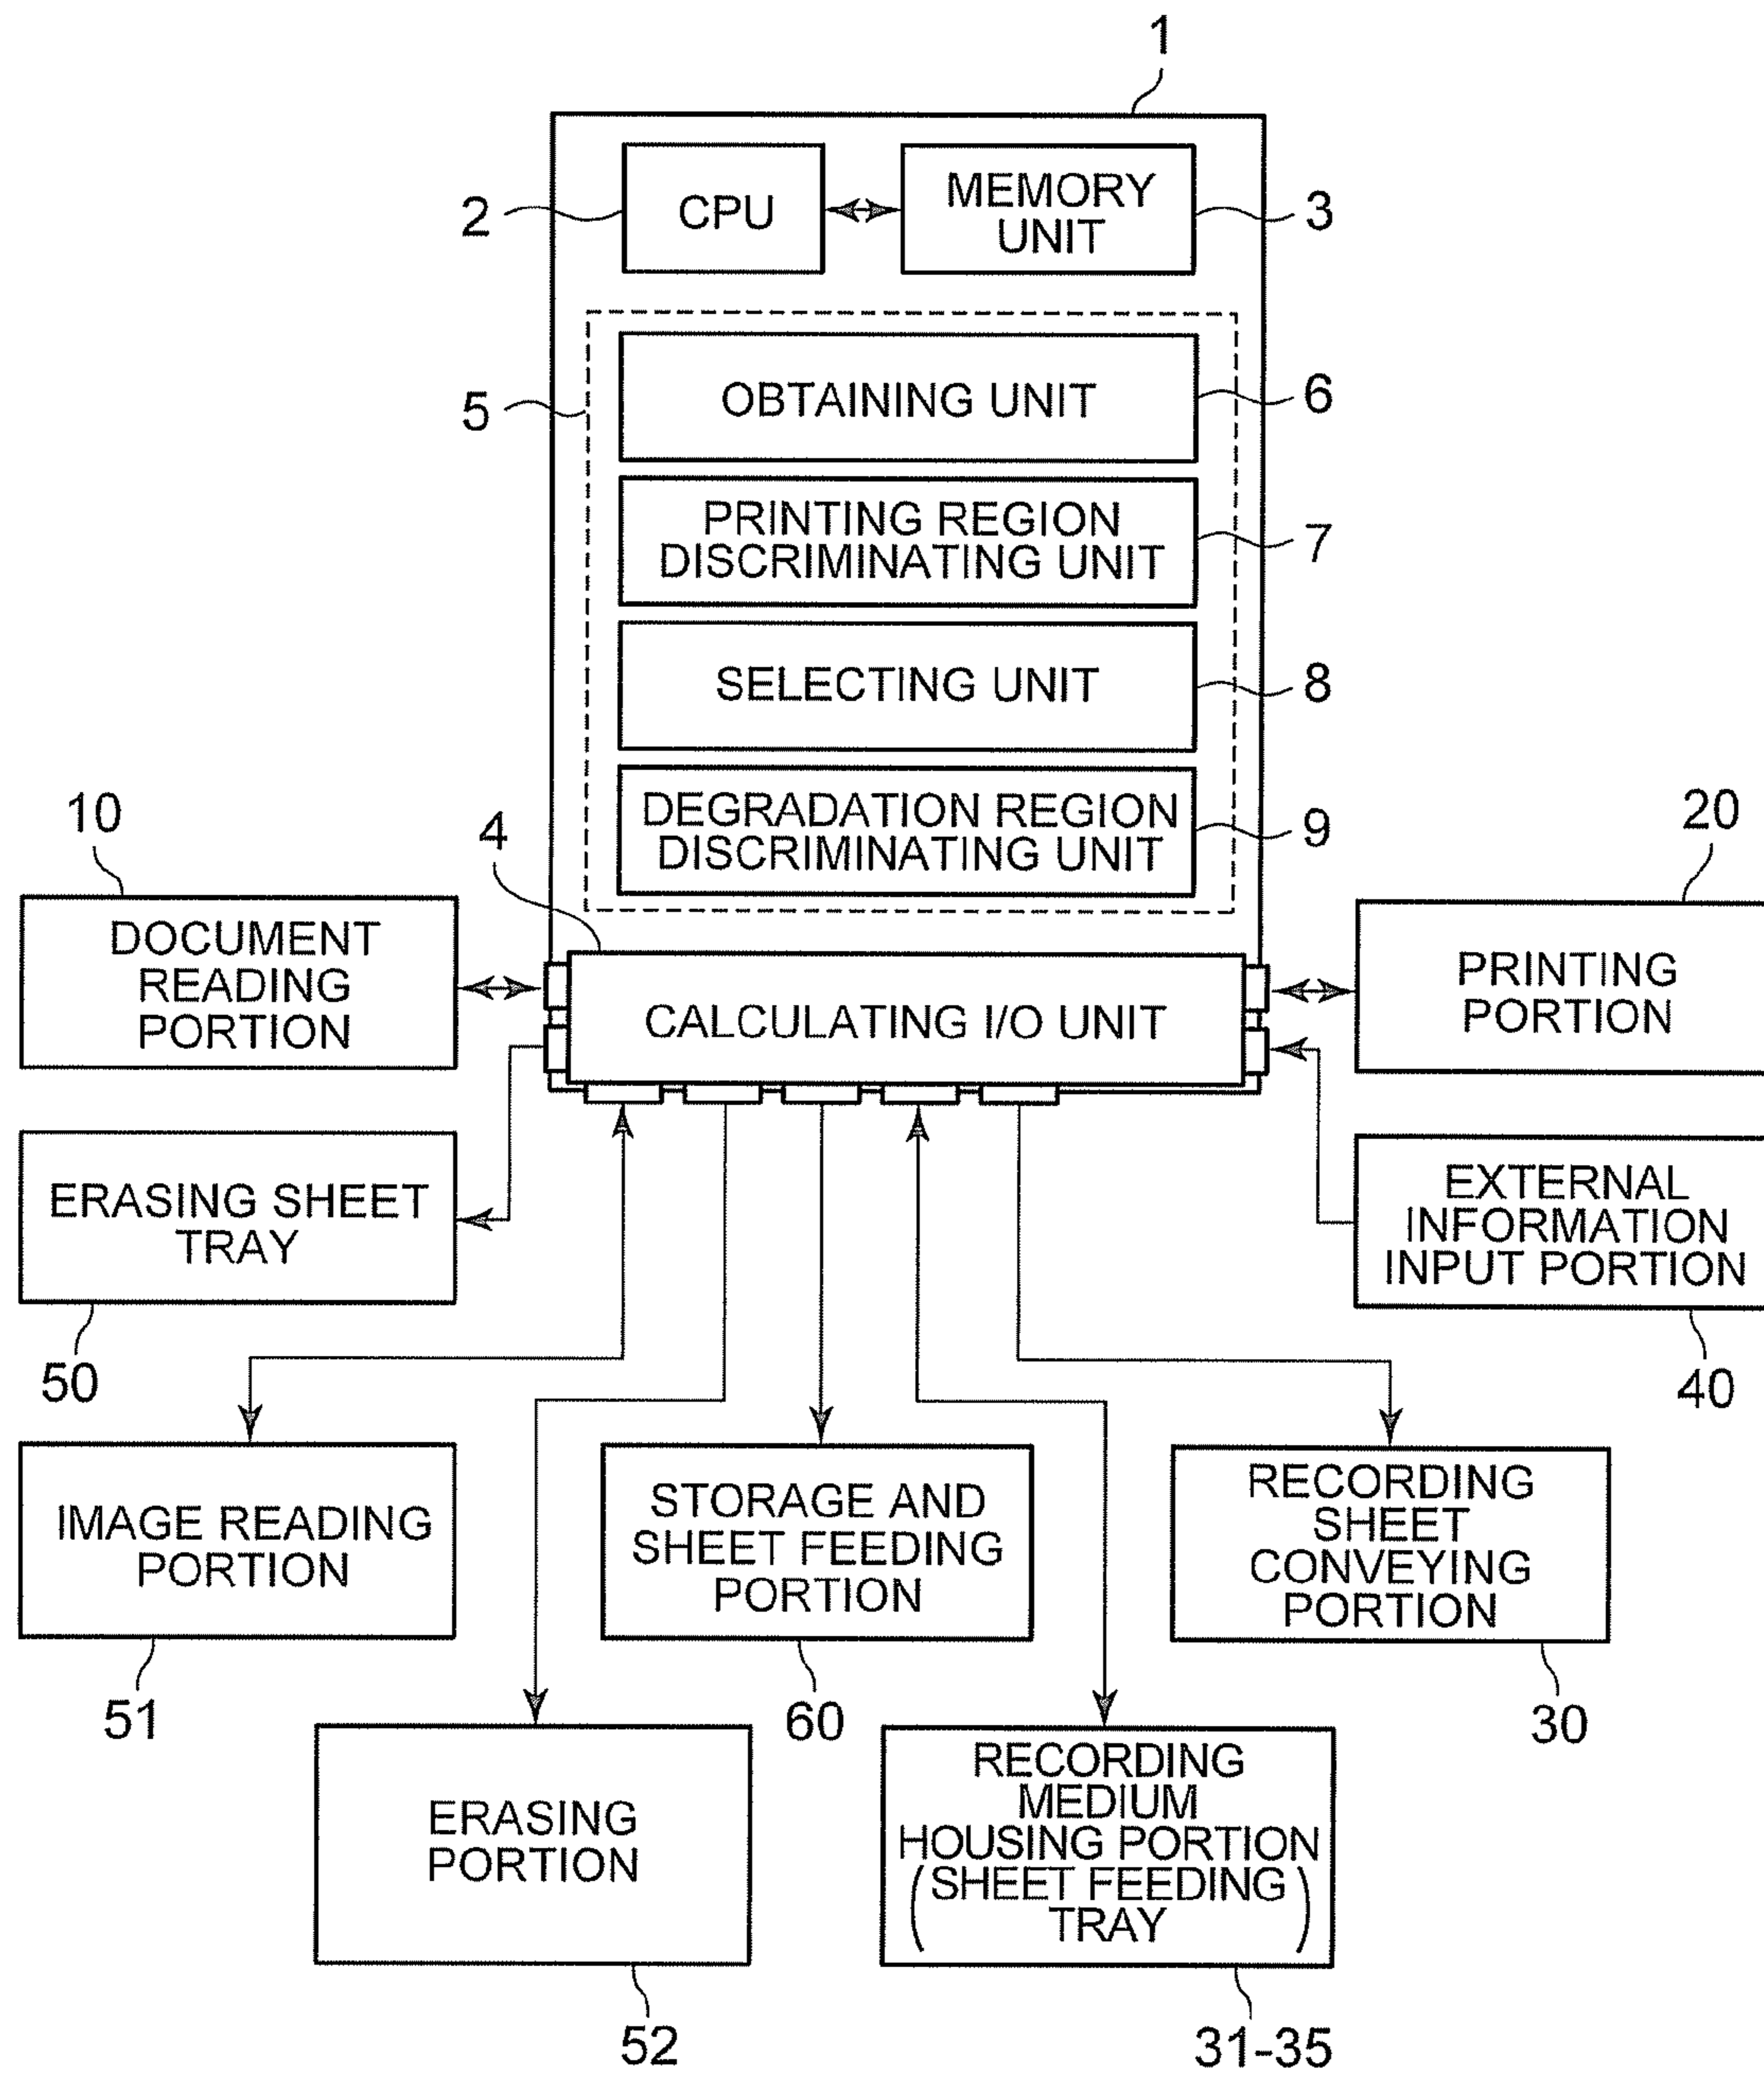 1
2
CPU
MEMORY
UNIT
3
5
OBTAINING UNIT
6
PRINTING REGION
DISCRIMINATING UNIT
7
SELECTING UNIT
8
DEGRADATION REGION
DISCRIMINATING UNIT
9
10
4
20
DOCUMENT
READING
PORTION
CALCULATING I/O UNIT
PRINTING
PORTION
ERASING SHEET
TRAY
50
EXTERNAL
INFORMATION
INPUT PORTION
40
IMAGE READING
PORTION
51
STORAGE AND
SHEET FEEDING
PORTION
60
RECORDING
SHEET
CONVEYING
PORTION
30
ERASING
PORTION
52
RECORDING
MEDIUM
HOUSING PORTION
(SHEET FEEDING
TRAY)
31-35